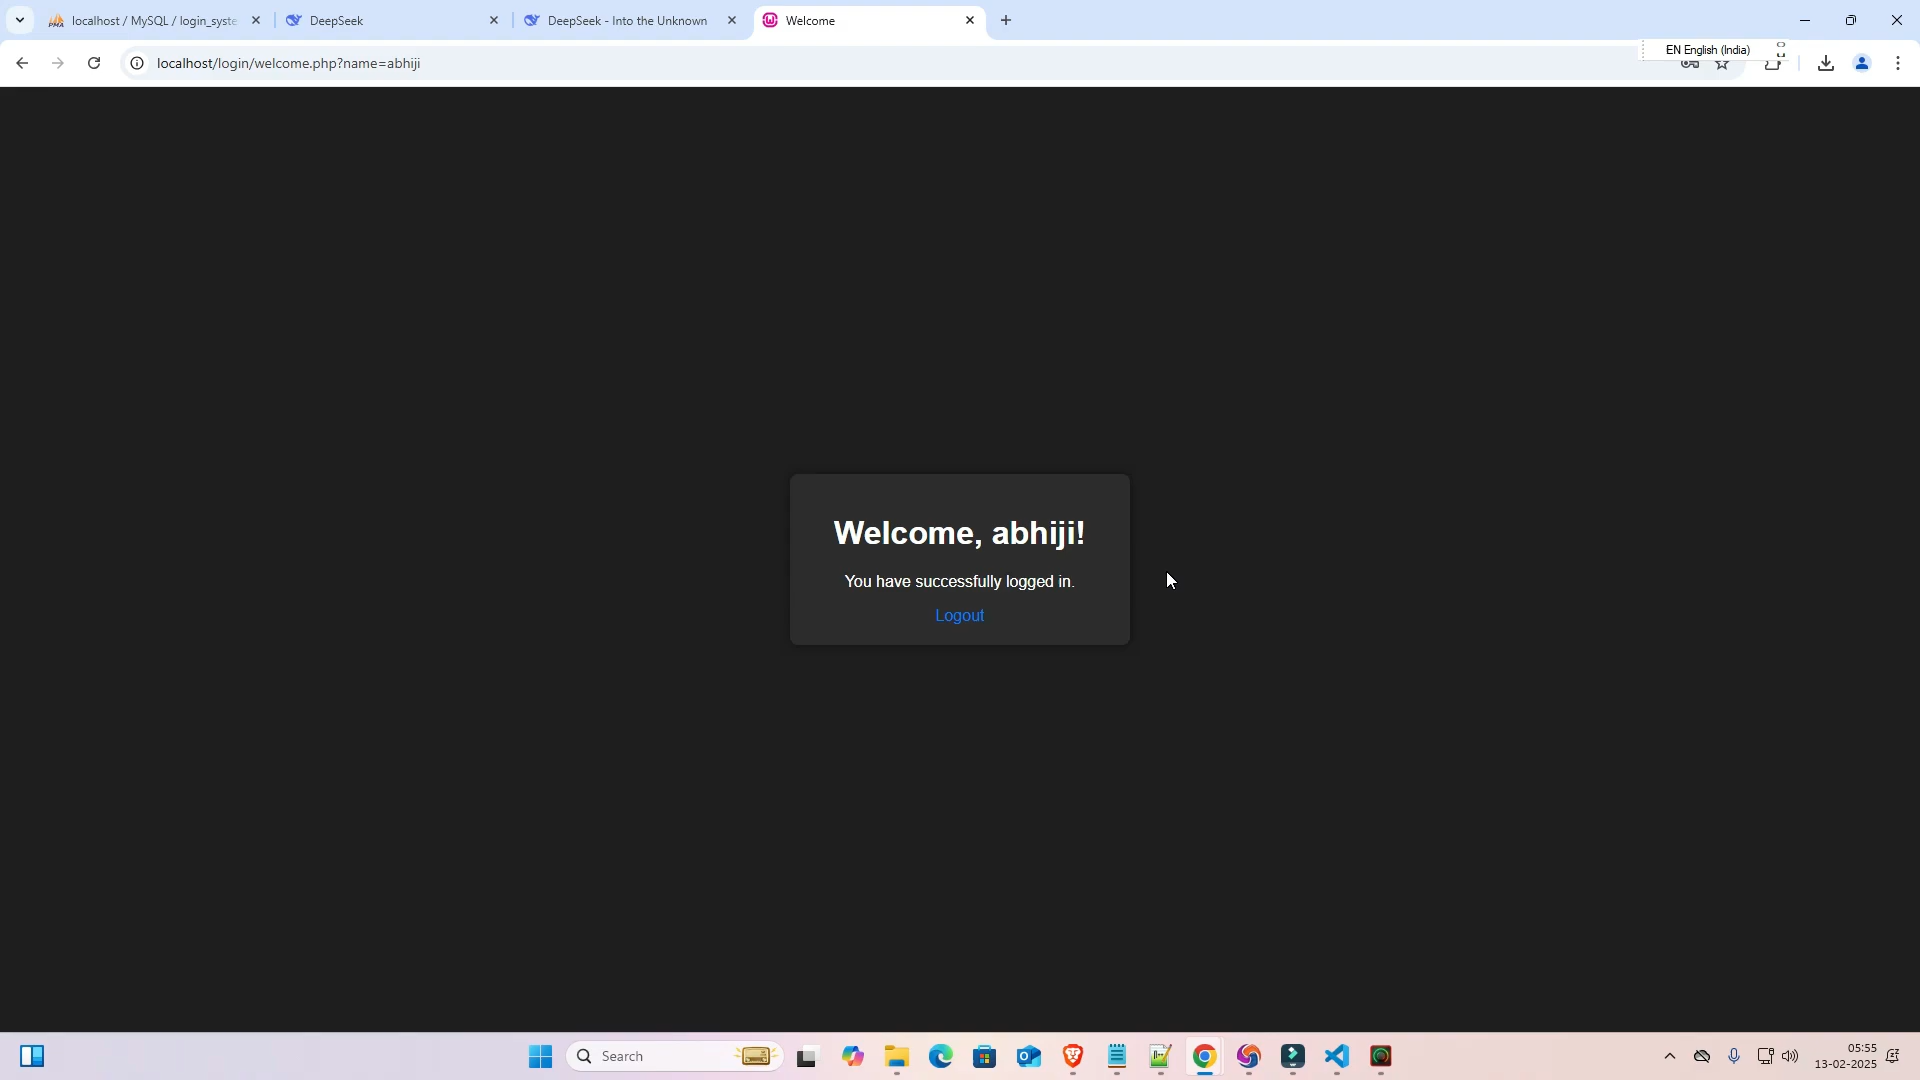 localhost / MySQL / login_syste
DeepSeek
DeepSeek - Into the Unknown
Welcome
localhost/login/welcome.php?name=abhiji
EN English (India)
Welcome, abhiji!
You have successfully logged in.
Logout
Search
05:55
13-02-2025